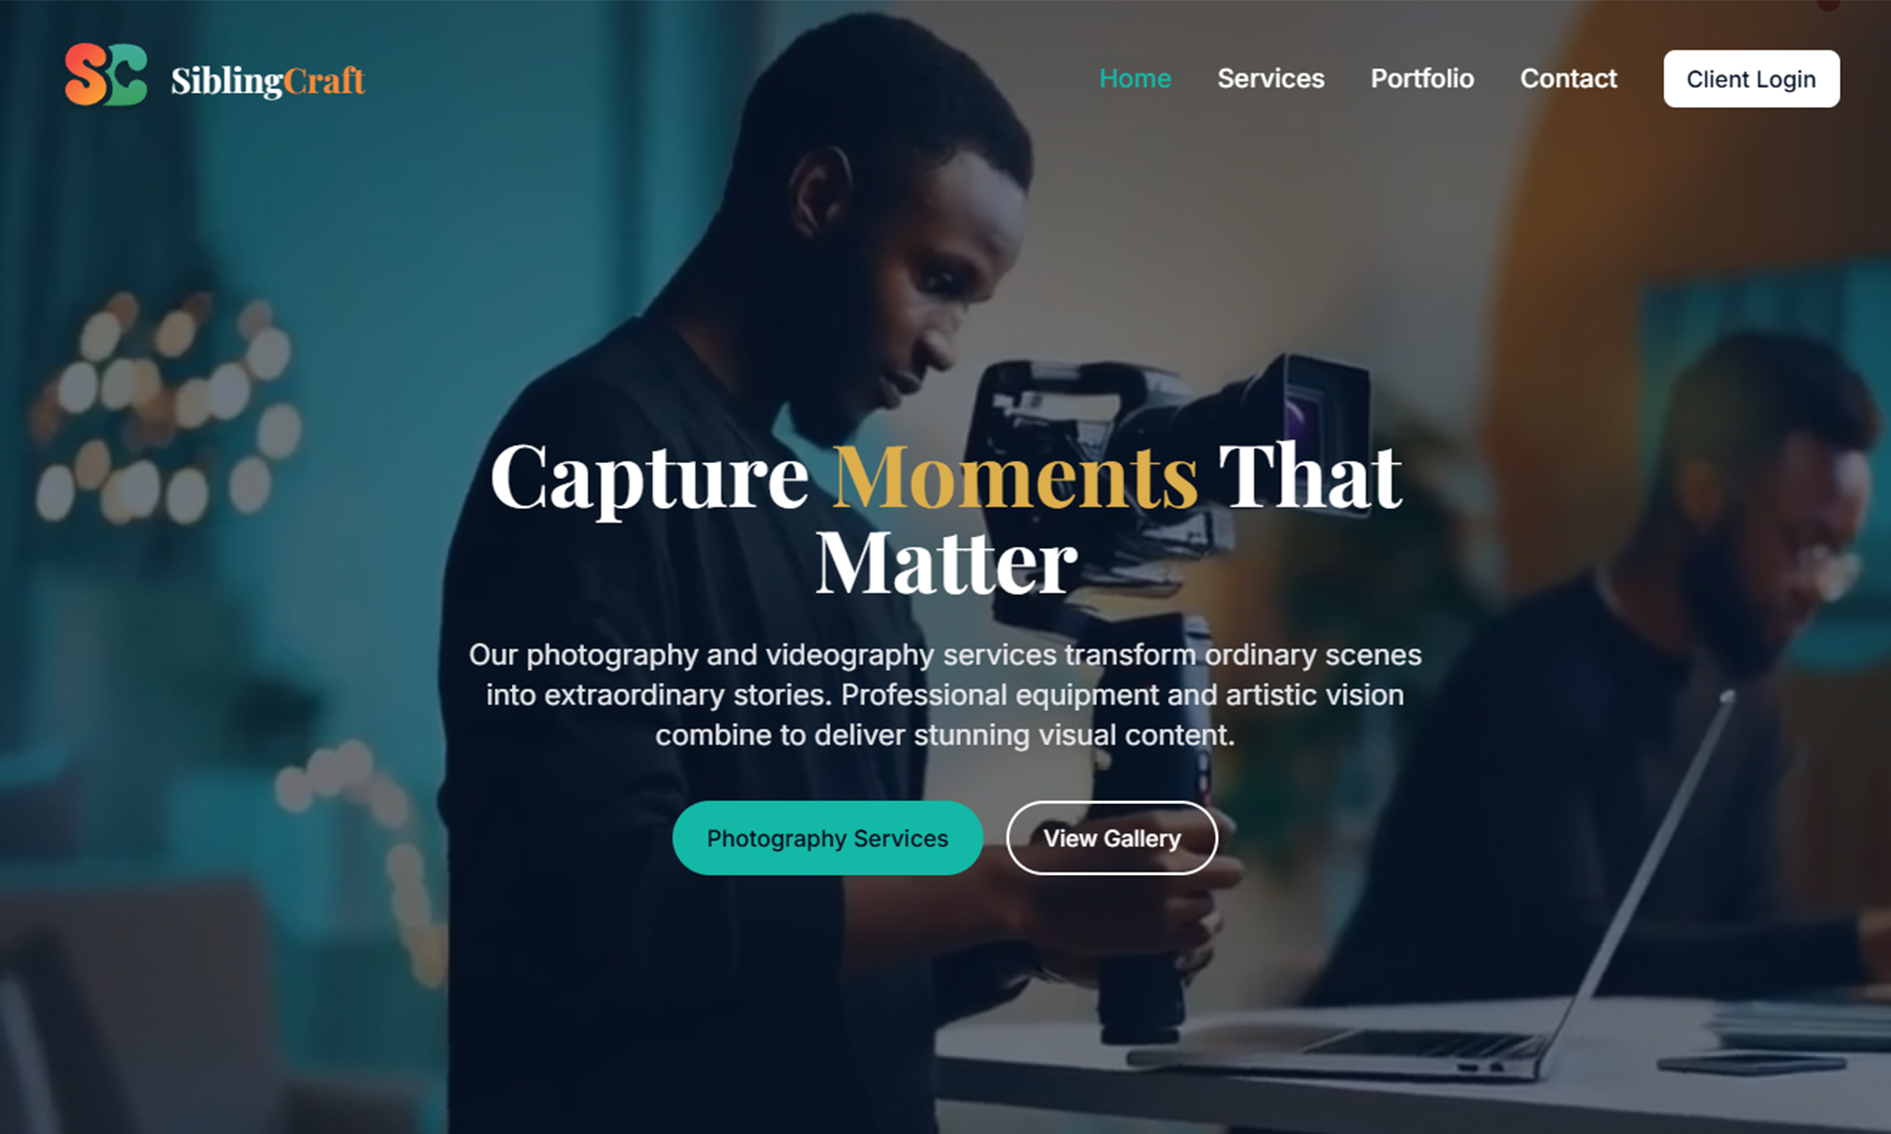 SC
SiblingCraft
Home
Services
Portfolio
Contact
Client Login
Capture Moments That
Matter
Our photography and videography services transform ordinary scenes
into extraordinary stories. Professional equipment and artistic vision
combine to deliver stunning visual content.
Photography Services
View Gallery